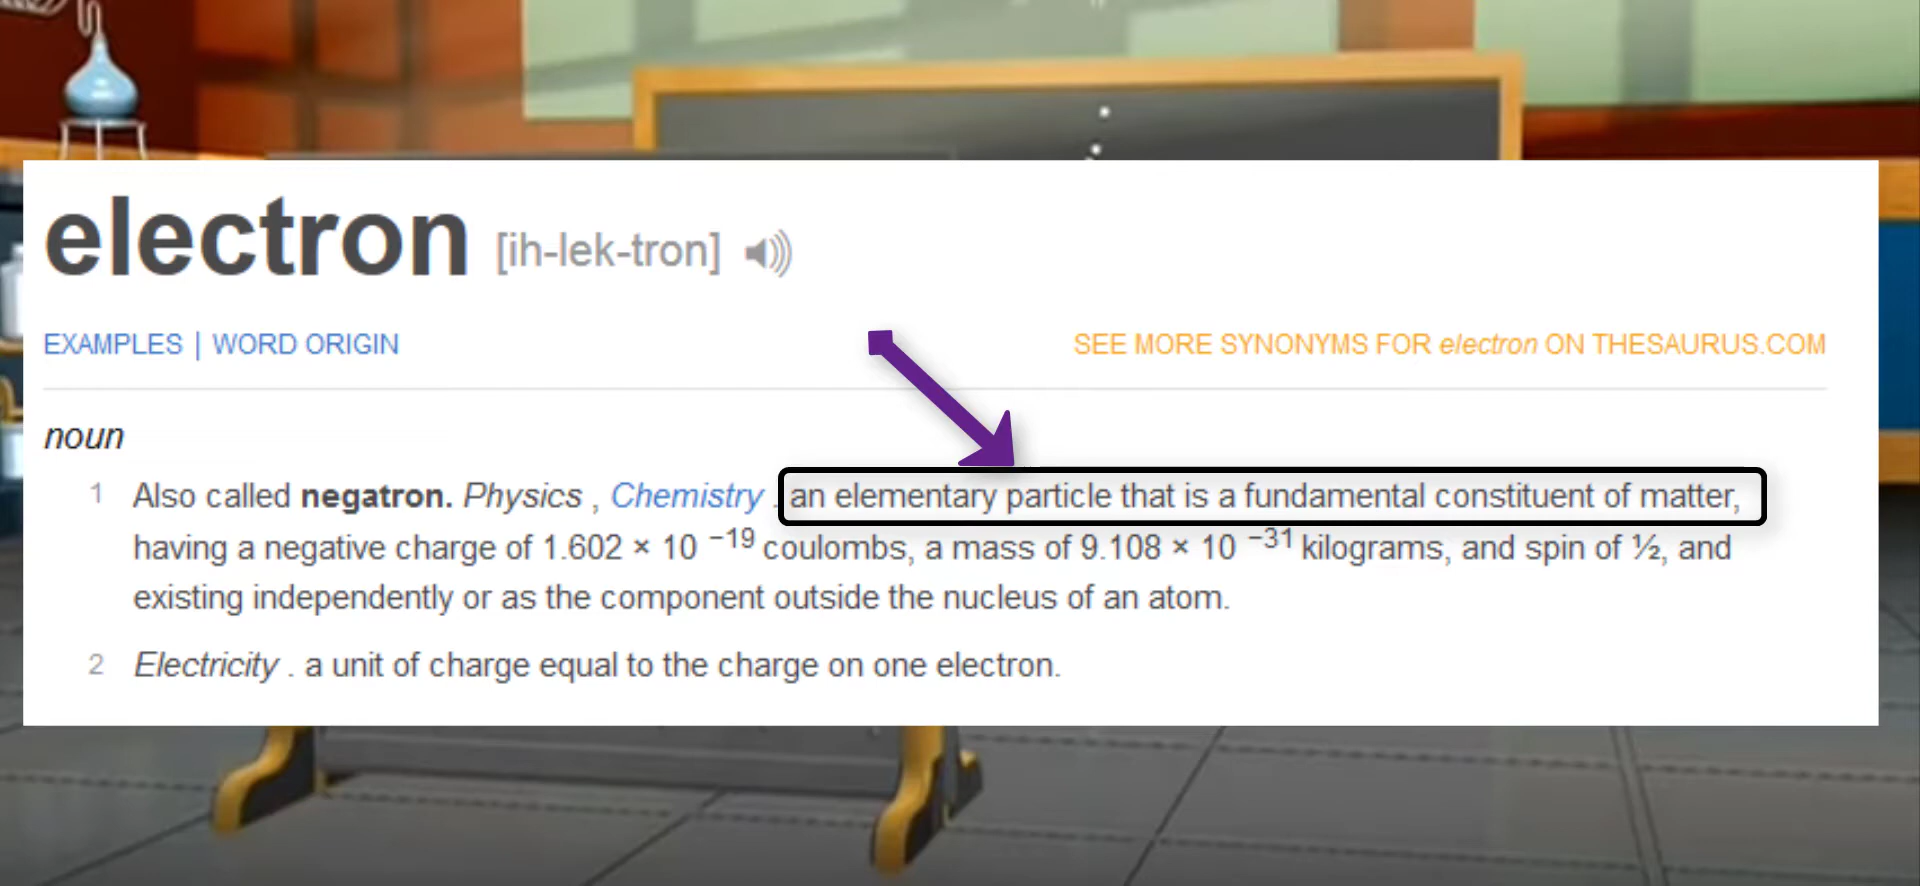 electron [ih-lek-tron]
EXAMPLES | WORD ORIGIN
SEE MORE SYNONYMS FOR electron ON THESAURUS.COM
noun
1 Also called negatron. Physics , Chemistry . an elementary particle that is a fundamental constituent of matter,
having a negative charge of 1.602 × 10 ⁻¹⁹ coulombs, a mass of 9.108 × 10 ⁻³¹ kilograms, and spin of ½, and
existing independently or as the component outside the nucleus of an atom.
2 Electricity . a unit of charge equal to the charge on one electron.